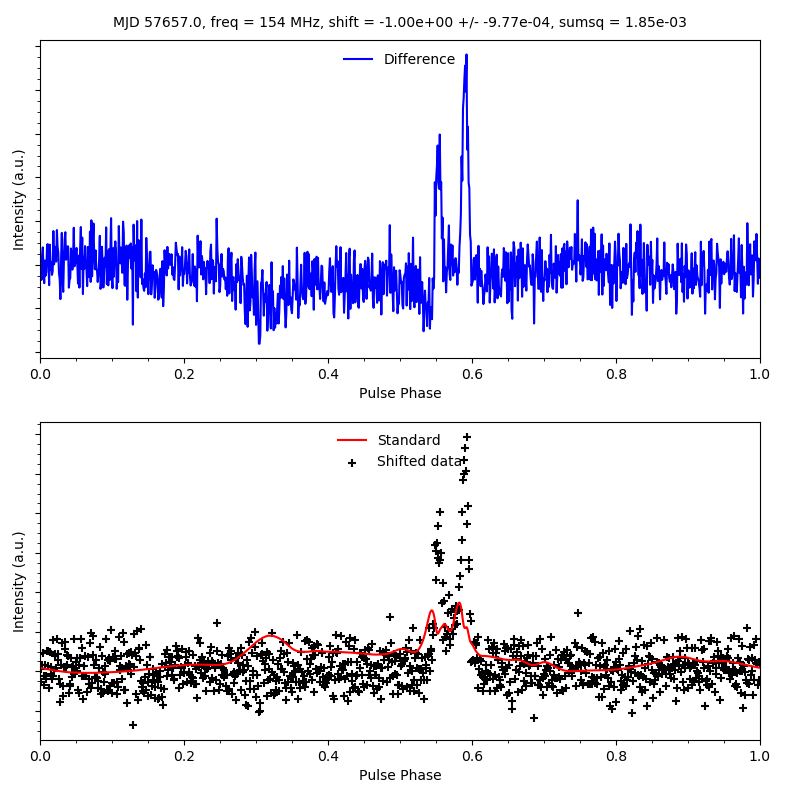 MJD 57657.0, freq = 154 MHz, shift = -1.00e+00 +/- -9.77e-04, sumsq = 1.85e-03
Difference
Intensity (a.u.)
0.0 0.2 0.4 0.6 0.8 1.0
Pulse Phase
Standard
Shifted data
Intensity (a.u.)
0.0 0.2 0.4 0.6 0.8 1.0
Pulse Phase